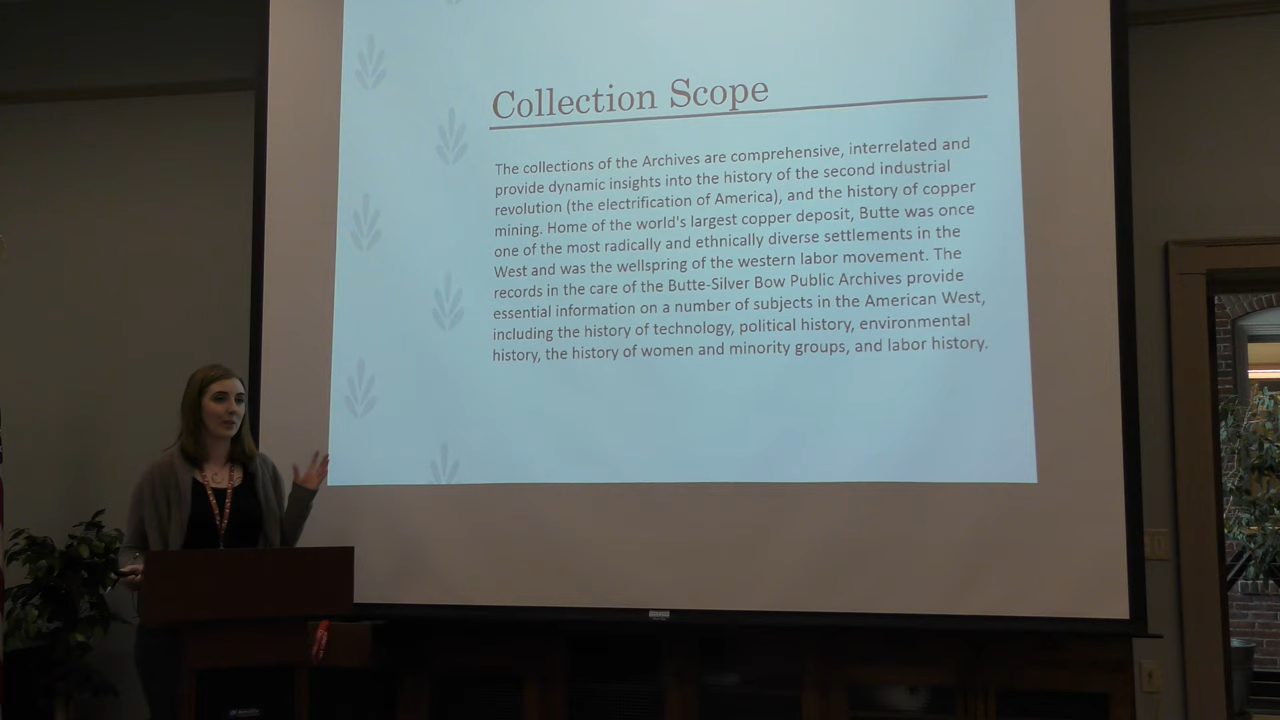 Collection Scope
The collections of the Archives are comprehensive, interrelated and
provide dynamic insights into the history of the second industrial
revolution (the electrification of America), and the history of copper
mining. Home of the world's largest copper deposit, Butte was once
one of the most radically and ethnically diverse settlements in the
West and was the wellspring of the western labor movement. The
records in the care of the Butte-Silver Bow Public Archives provide
essential information on a number of subjects in the American West,
including the history of technology, political history, environmental
history, the history of women and minority groups, and labor history.